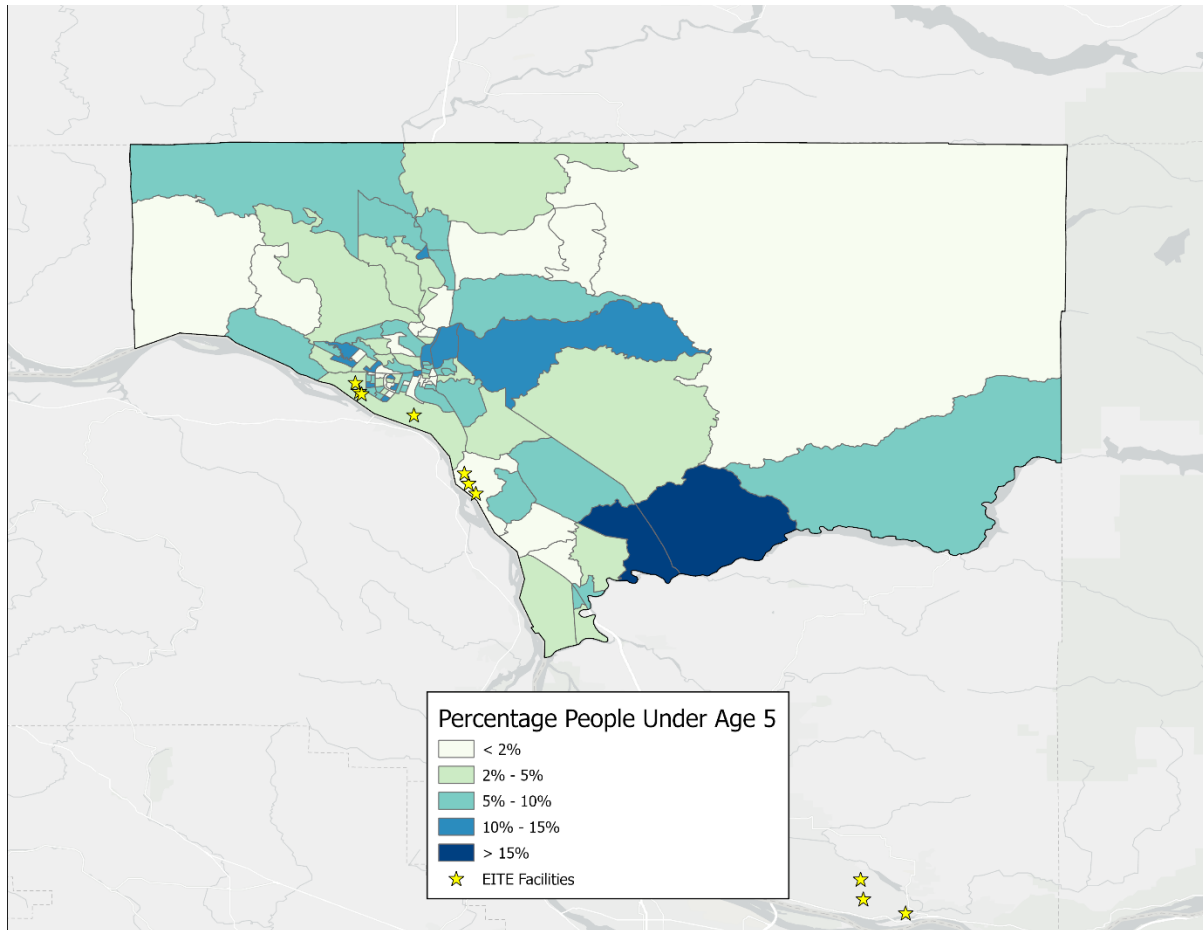 Percentage People Under Age 5
< 2%
2% - 5%
5% - 10%
10% - 15%
> 15%
EITE Facilities